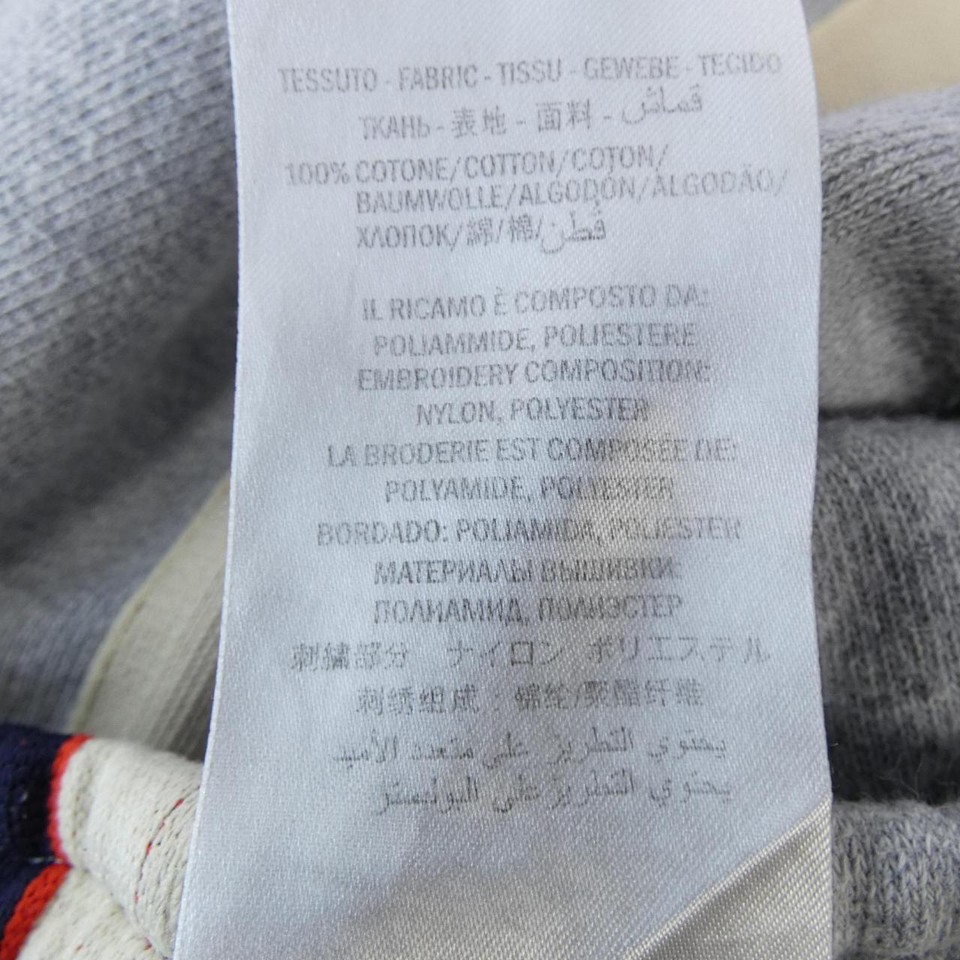 TESSUTO - FABRIC - TISSU - GEWEBE - TECIDO
ТКАНЬ - 表地 - 面料 - قماش
100% COTONE/COTTON/COTON/
BAUMWOLLE/ALGODÓN/ALGODÃO/
ХЛОПОК/綿/棉/قطن
IL RICAMO È COMPOSTO DA:
POLIAMMIDE, POLIESTERE
EMBROIDERY COMPOSITION:
NYLON, POLYESTER
LA BRODERIE EST COMPOSÉE DE:
POLYAMIDE, POLYESTER
BORDADO: POLIAMIDA, POLIESTER
МАТЕРИАЛЫ ВЫШИВКИ:
ПОЛИАМИД, ПОЛИЭСТЕР
刺繍部分 ナイロン ポリエステル
刺绣组成：锦纶/聚酯纤维
يحتوي التطريز على متعدد الأميد
يحتوي التطريز على البولستر